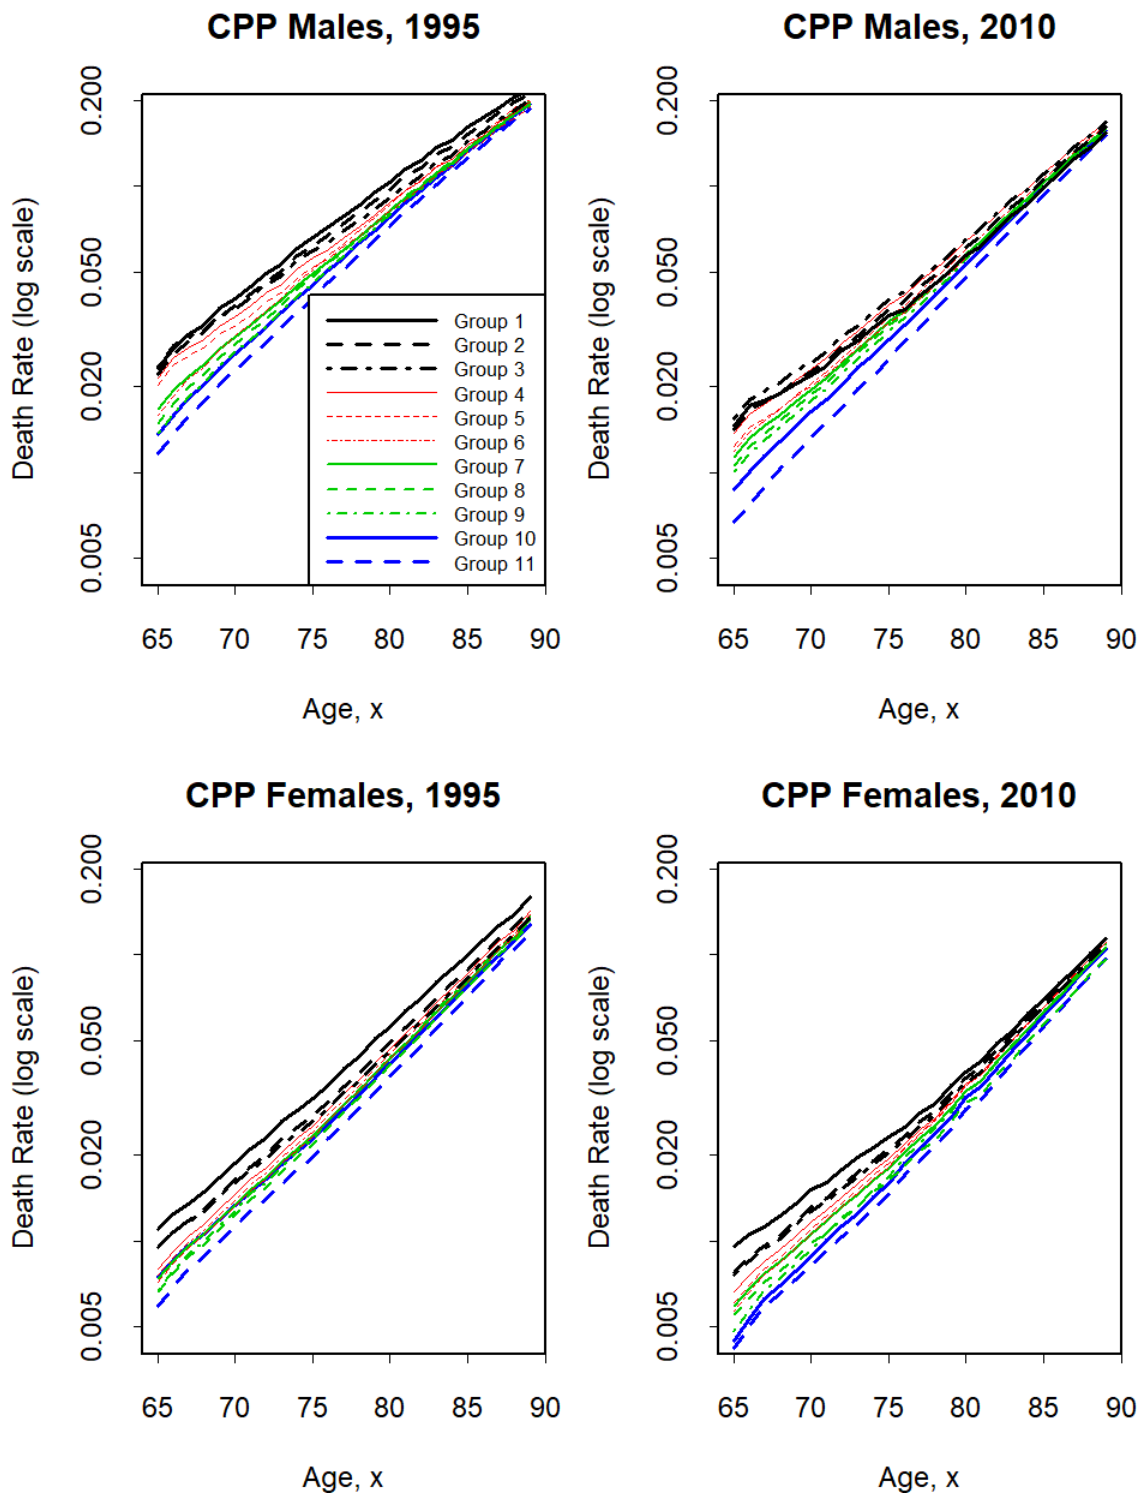 CPP Males, 1995
Death Rate (log scale)
0.200
0.050
0.020
0.005
Group 1
Group 2
Group 3
Group 4
Group 5
Group 6
Group 7
Group 8
Group 9
Group 10
Group 11
65 70 75 80 85 90
Age, x
CPP Males, 2010
Death Rate (log scale)
0.200
0.050
0.020
0.005
65 70 75 80 85 90
Age, x
CPP Females, 1995
Death Rate (log scale)
0.200
0.050
0.020
0.005
65 70 75 80 85 90
Age, x
CPP Females, 2010
Death Rate (log scale)
0.200
0.050
0.020
0.005
65 70 75 80 85 90
Age, x